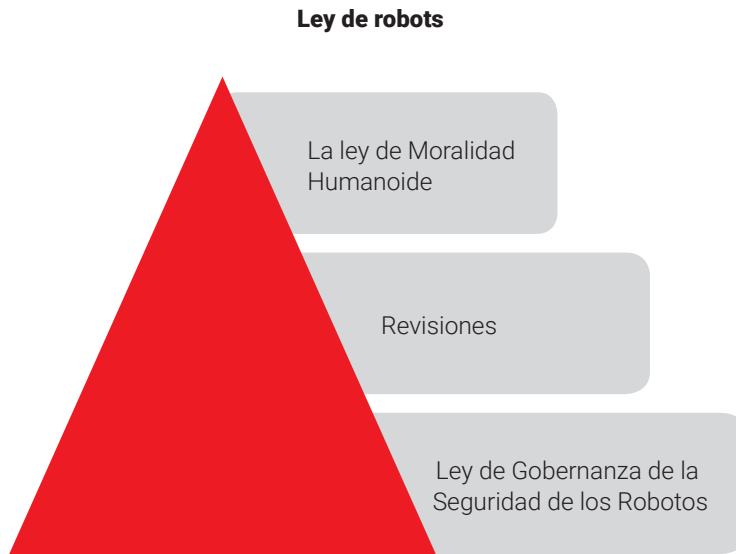 Ley de robots
La ley de Moralidad
Humanoide
Revisiones
Ley de Gobernanza de la
Seguridad de los Robotos